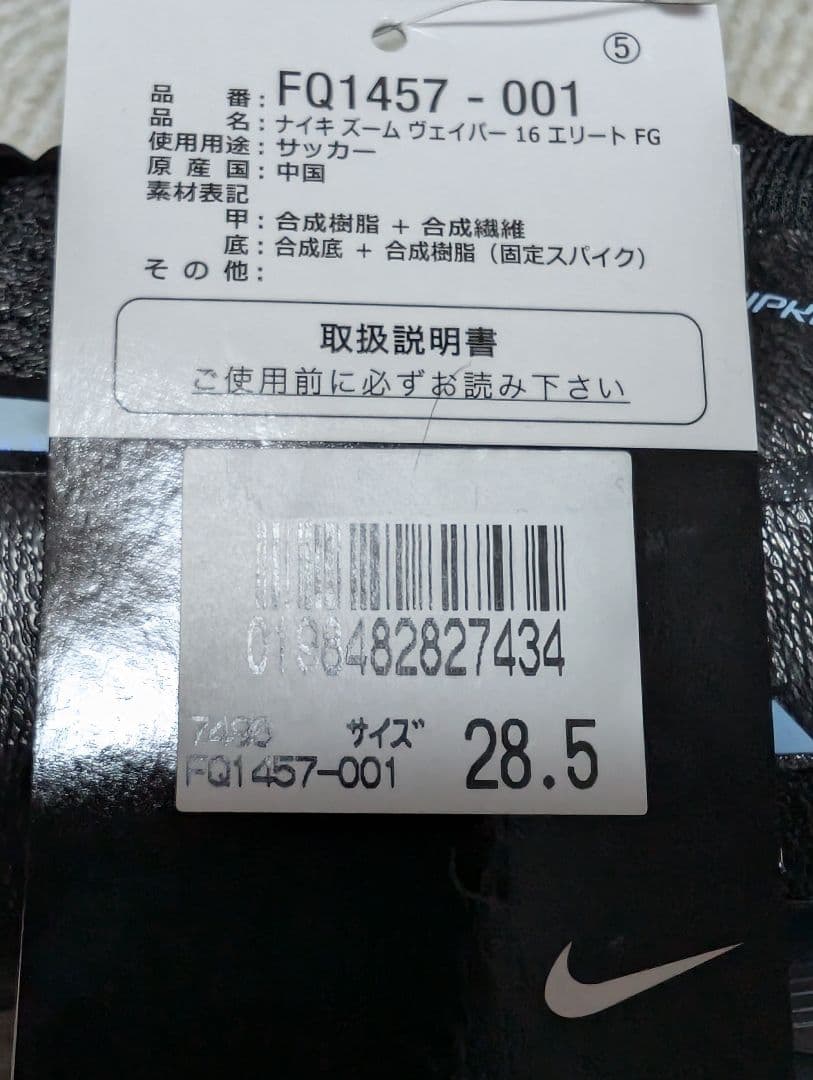 ⑤
品番：FQ1457-001
品名：ナイキ ズーム ヴェイパー 16 エリート FG
使用用途：サッカー
原産国：中国
素材表記
甲：合成樹脂 + 合成繊維
底：合成底 + 合成樹脂（固定スパイク）
その他：
取扱説明書
ご使用前に必ずお読み下さい
0198482827434
サイズ 28.5
FQ1457-001